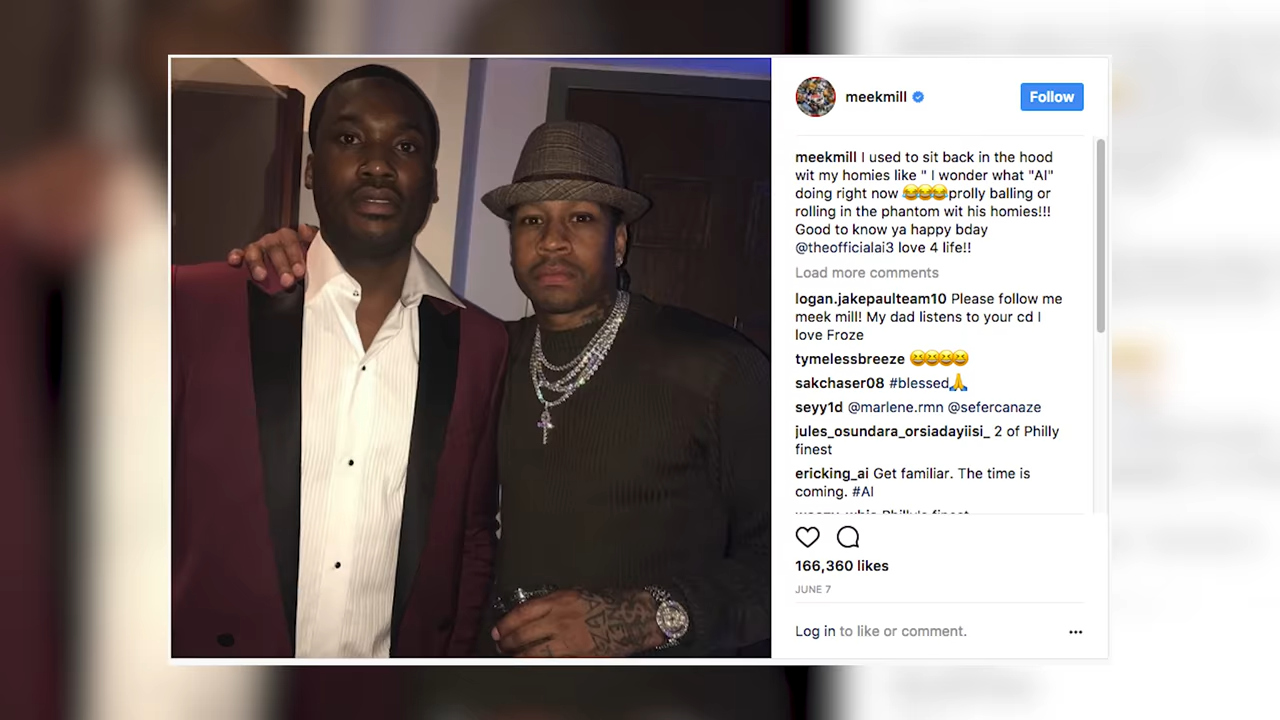 meekmill
Follow
meekmill I used to sit back in the hood
wit my homies like " I wonder what "AI"
doing right now 😂😂😂prolly balling or
rolling in the phantom wit his homies!!!
Good to know ya happy bday
@theofficialai3 love 4 life!!
Load more comments
logan.jakepaulteam10 Please follow me
meek mill! My dad listens to your cd I
love Froze
tymelessbreeze 😆😆😆😆
sakchaser08 #blessed🙏
seyy1d @marlene.rmn @sefercanaze
jules_osundara_orsiadayiisi_ 2 of Philly
finest
ericking_ai Get familiar. The time is
coming. #AI
Philly's finest
166,360 likes
JUNE 7
Log in to like or comment.